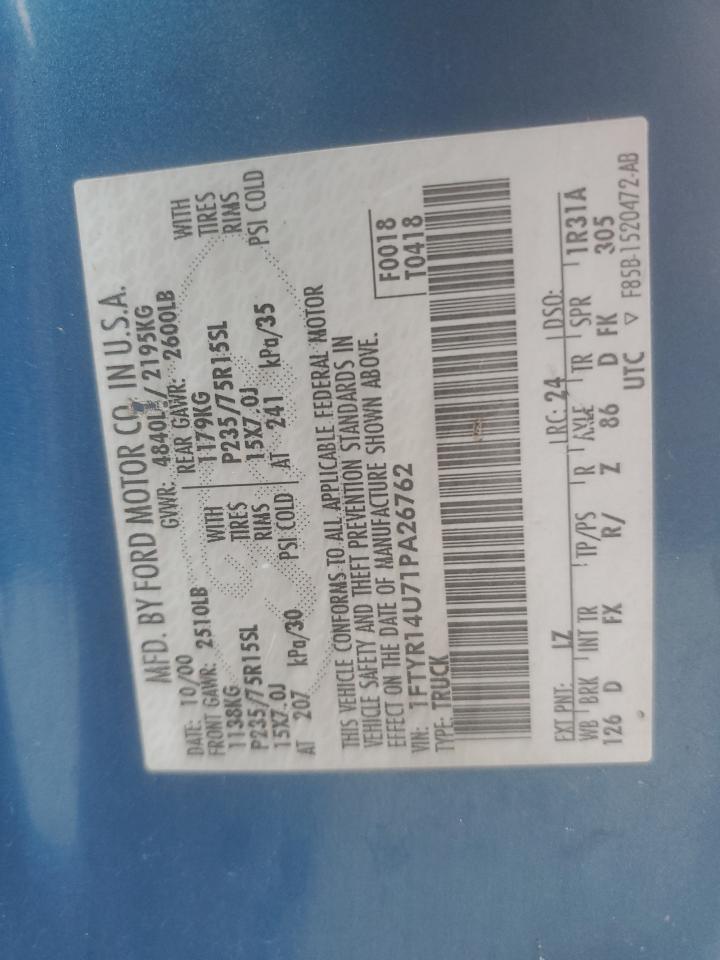 MFD. BY FORD MOTOR CO. IN U.S.A.
DATE: 10/00 GVWR: 4840LB/ 2195KG
FRONT GAWR: 2510LB REAR GAWR: 2600LB
1138KG WITH 1179KG WITH
P235/75R15SL TIRES P235/75R15SL TIRES
15X7.0J RIMS 15X7.0J RIMS
AT 207 kPa/30 PSI COLD AT 241 kPa/35 PSI COLD
THIS VEHICLE CONFORMS TO ALL APPLICABLE FEDERAL MOTOR
VEHICLE SAFETY AND THEFT PREVENTION STANDARDS IN
EFFECT ON THE DATE OF MANUFACTURE SHOWN ABOVE.
VIN: 1FTYR14U71PA26762 F0018
TYPE: TRUCK T0418
EXT PNT: LZ RC: 24 DSO:
WB BRK INT TR TP/PS R AXLE TR SPR 1R31A
126 D FX R/ Z 86 D FK 305
UTC ▽ F85B-1520472-AB